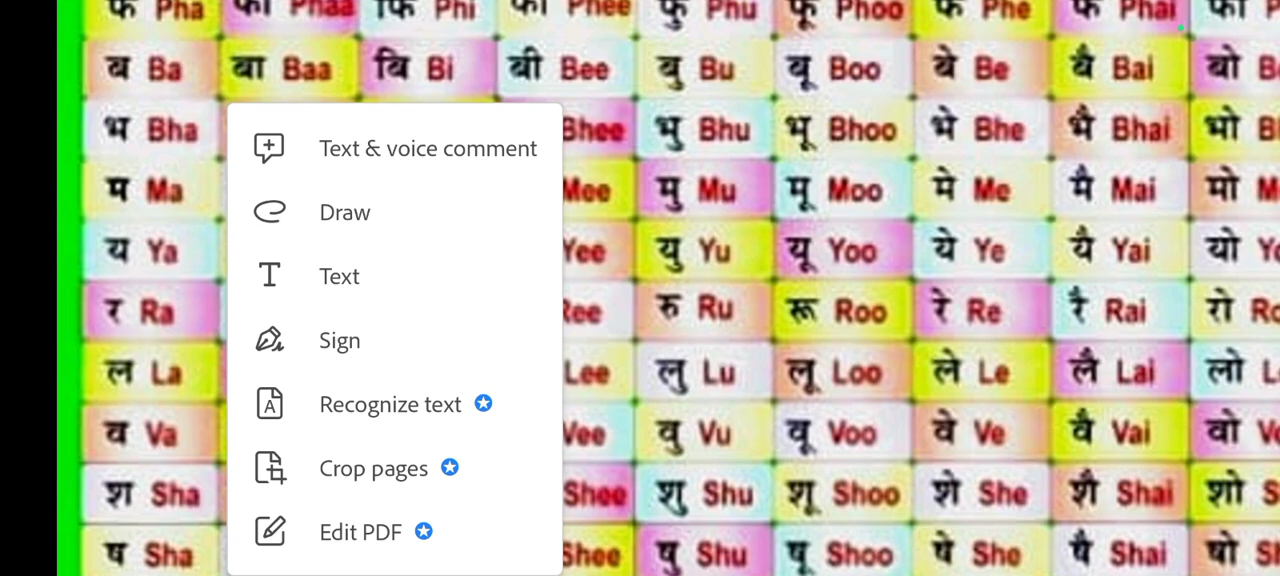 फ Pha फा Phaa फि Phi फी Phee फु Phu फू Phoo फे Phe फै Phai
ब Ba बा Baa बि Bi बी Bee बु Bu बू Boo बे Be बै Bai बो
भ Bha Bhee भु Bhu भू Bhoo भे Bhe भै Bhai भो
म Ma Mee मु Mu मू Moo मे Me मै Mai मो
य Ya Yee यु Yu यू Yoo ये Ye यै Yai यो
र Ra Ree रु Ru रू Roo रे Re रै Rai रो
ल La Lee लु Lu लू Loo ले Le लै Lai लो
व Va Vee वु Vu वू Voo वे Ve वै Vai वो
श Sha Shee शु Shu शू Shoo शे She शै Shai शो
ष Sha Shee षु Shu षू Shoo षे She षै Shai षो
Text & voice comment
Draw
Text
Sign
Recognize text
Crop pages
Edit PDF